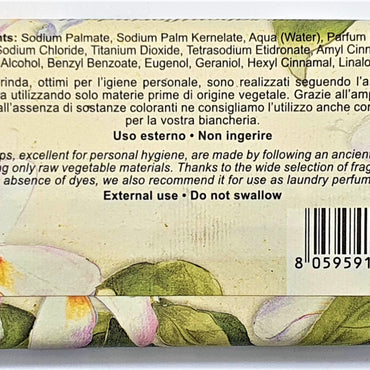 nts: Sodium Palmate, Sodium Palm Kernelate, Aqua (Water), Parfum
Sodium Chloride, Titanium Dioxide, Tetrasodium Etidronate, Amyl Cinn
Alcohol, Benzyl Benzoate, Eugenol, Geraniol, Hexyl Cinnamal, Linalo
rinda, ottimi per l'igiene personale, sono realizzati seguendo l'a
a utilizzando solo materie prime di origine vegetale. Grazie all'amp
all'assenza di sostanze coloranti ne consigliamo l'utilizzo anche co
per la vostra biancheria.
Uso esterno • Non ingerire
ps, excellent for personal hygiene, are made by following an ancien
ng only raw vegetable materials. Thanks to the wide selection of frag
absence of dyes, we also recommend it for use as laundry perfum
External use • Do not swallow
8 059591